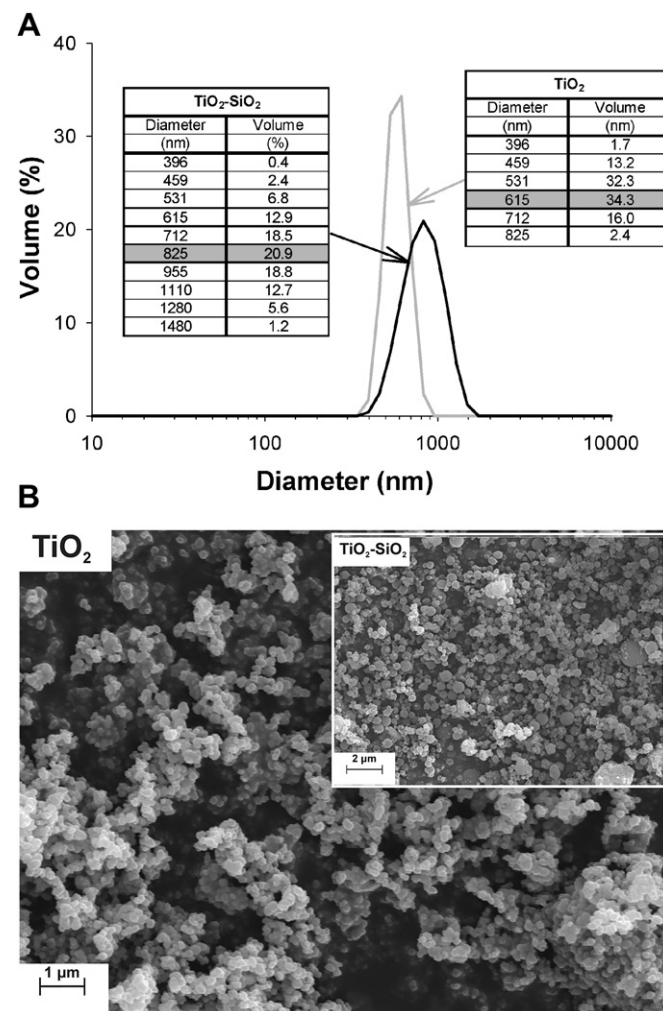 A
40
30
20
10
0
Volume (%)
TiO₂-SiO₂
Diameter Volume
(nm) (%)
396 0.4
459 2.4
531 6.8
615 12.9
712 18.5
825 20.9
955 18.8
1110 12.7
1280 5.6
1480 1.2
TiO₂
Diameter Volume
(nm) (nm)
396 1.7
459 13.2
531 32.3
615 34.3
712 16.0
825 2.4
10 100 1000 10000
Diameter (nm)
B
TiO₂
TiO₂-SiO₂
2 µm
1 µm